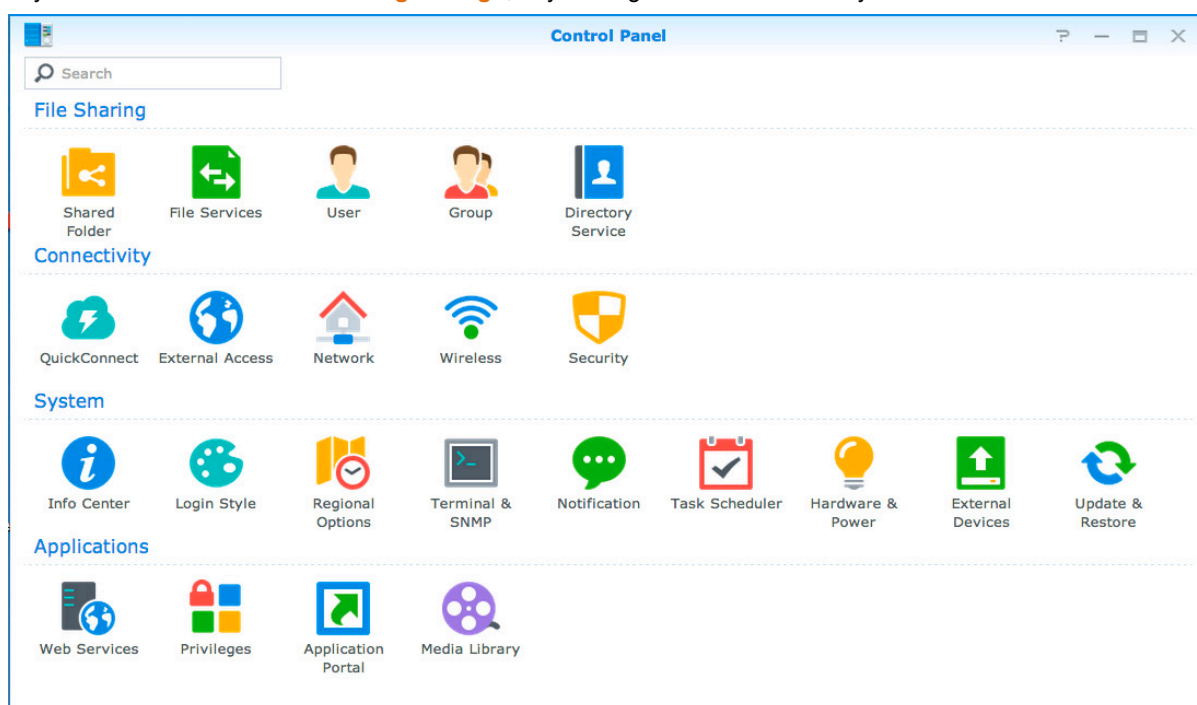 Control Panel
Search
File Sharing
Shared Folder
File Services
User
Group
Directory Service
Connectivity
QuickConnect
External Access
Network
Wireless
Security
System
Info Center
Login Style
Regional Options
Terminal & SNMP
Notification
Task Scheduler
Hardware & Power
External Devices
Update & Restore
Applications
Web Services
Privileges
Application Portal
Media Library